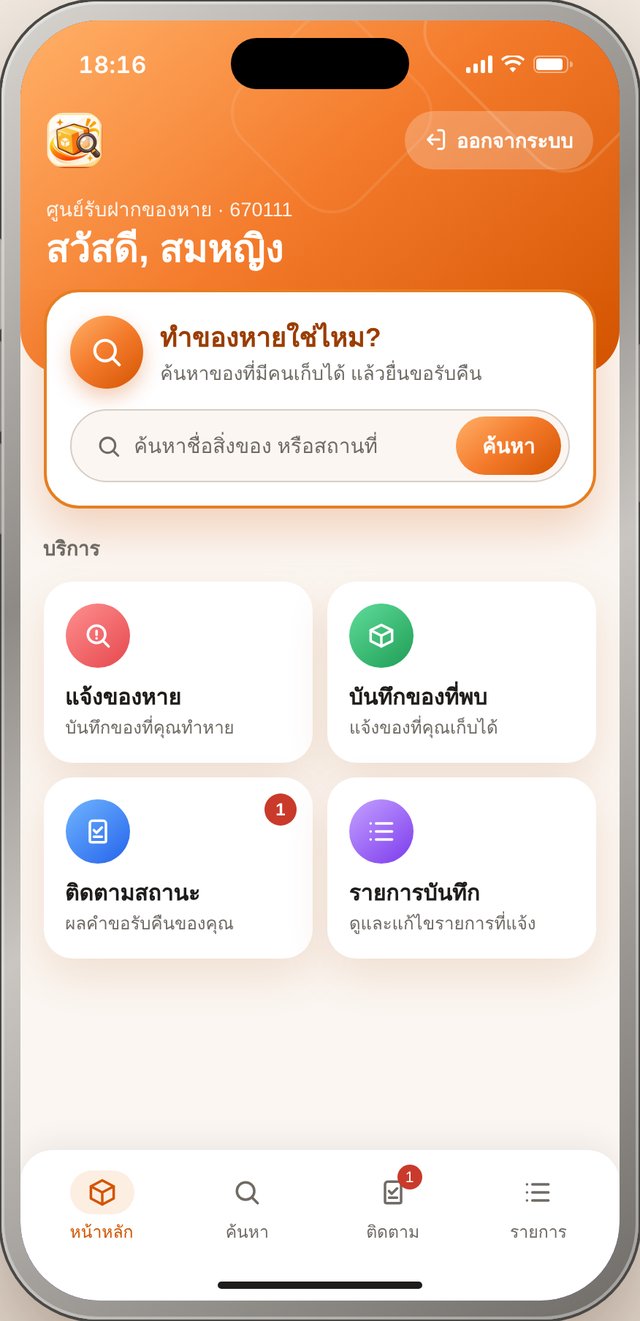 18:16
ออกจากระบบ
ศูนย์รับฝากของหาย · 670111
สวัสดี, สมหญิง
ทำของหายใช่ไหม?
ค้นหาของที่มีคนเก็บได้ แล้วยื่นขอรับคืน
ค้นหาชื่อสิ่งของ หรือสถานที่
ค้นหา
บริการ
แจ้งของหาย
บันทึกของที่คุณทำหาย
บันทึกของที่พบ
แจ้งของที่คุณเก็บได้
1
ติดตามสถานะ
ผลคำขอรับคืนของคุณ
รายการบันทึก
ดูและแก้ไขรายการที่แจ้ง
หน้าหลัก
ค้นหา
1
ติดตาม
รายการ